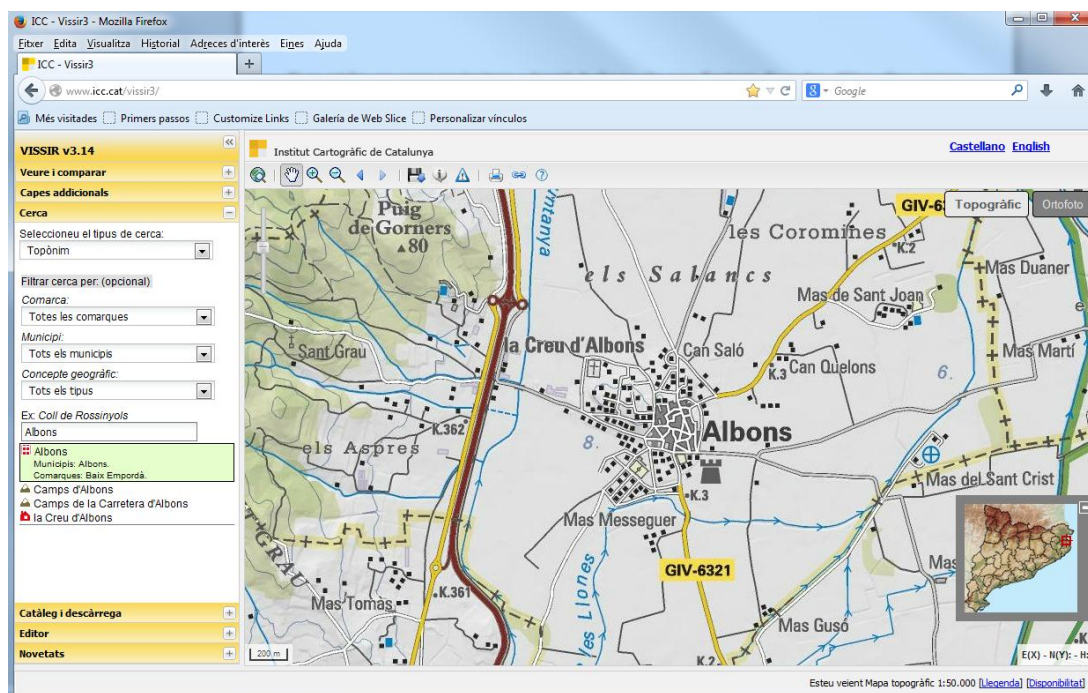 ICC - Vissir3 - Mozilla Firefox
Fitxer Edita Visualitza Historial Adreces d'interès Eines Ajuda
ICC - Vissir3 +
www.icc.cat/vissir3/ Google
Més visitades Primers passos Customize Links Galería de Web Slice Personalizar vínculos
VISSIR v3.14
Institut Cartogràfic de Catalunya
Castellano English
Veure i comparar
Capes addicionals
Cerca
Seleccioneu el tipus de cerca:
Topònim
Filtrar cerca per: (opcional)
Comarca:
Totes les comarques
Municipi:
Tots els municipis
Concepte geogràfic:
Tots els tipus
Ex: Coll de Rossinyols
Albons
Albons
Municipis: Albons.
Comarques: Baix Empordà.
Camps d'Albons
Camps de la Carretera d'Albons
la Creu d'Albons
Catàleg i descàrrega
Editor
Novetats
Topogràfic Ortofoto
Puig
de Gorners
80
les Coromines
K.2
els Salancs
Mas Duaner
Mas de Sant Joan
Sant Grau
la Creu d'Albons
Can Saló
Mas Martí
K.3 Can Quelons
6.
K.362
Albons
els Aspres
8.
Mas del Sant Crist
K.3
Mas Messeguer
GIV-6321
K.361
Mas Tomàs
les Llones
Mas Gusó
K.2
200 m
E(X) - N(Y): - H:
Esteu veient Mapa topogràfic 1:50.000 [Llegenda] [Disponibilitat]